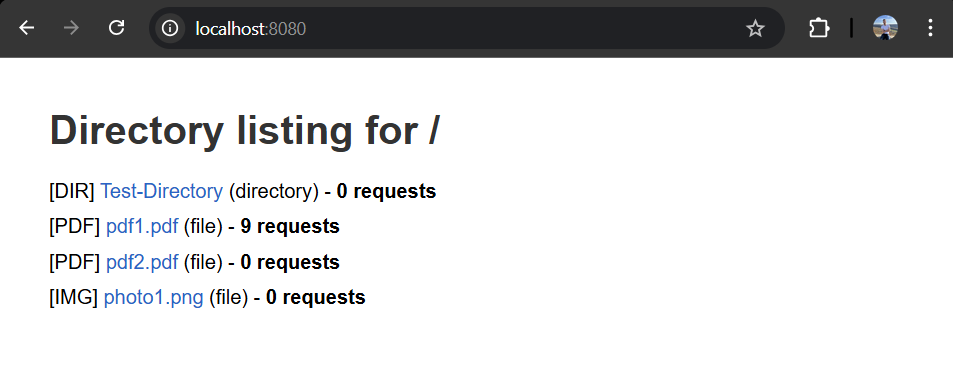 localhost:8080
Directory listing for /
[DIR] Test-Directory (directory) - 0 requests
[PDF] pdf1.pdf (file) - 9 requests
[PDF] pdf2.pdf (file) - 0 requests
[IMG] photo1.png (file) - 0 requests